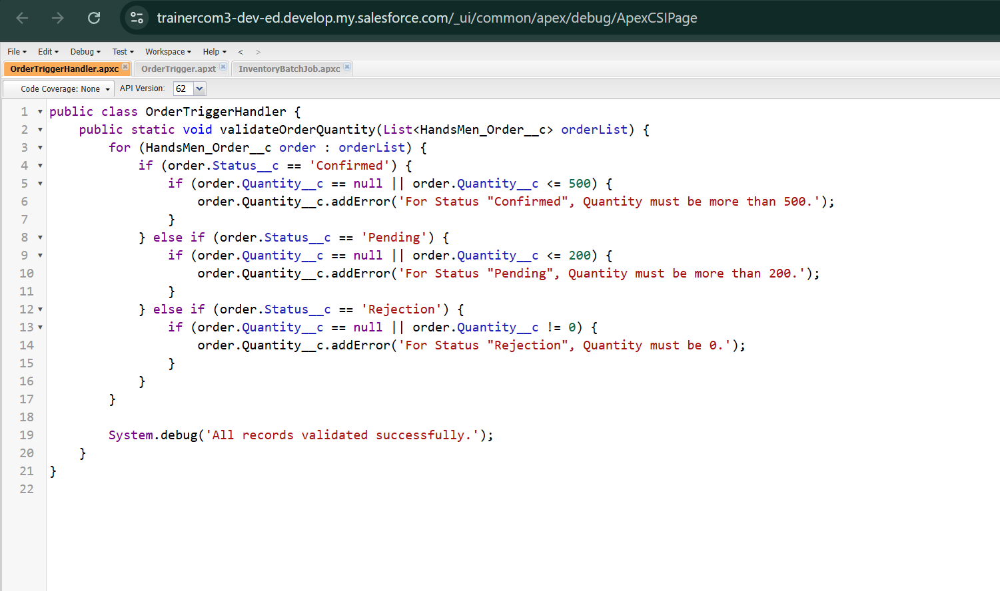 trainercom3-dev-ed.develop.my.salesforce.com/_ui/common/apex/debug/ApexCSIPage
File Edit Debug Test Workspace Help < >
OrderTriggerHandler.apxc OrderTrigger.apxt InventoryBatchJob.apxc
Code Coverage: None API Version: 62
1 public class OrderTriggerHandler {
2     public static void validateOrderQuantity(List<HandsMen_Order__c> orderList) {
3         for (HandsMen_Order__c order : orderList) {
4             if (order.Status__c == 'Confirmed') {
5                 if (order.Quantity__c == null || order.Quantity__c <= 500) {
6                     order.Quantity__c.addError('For Status "Confirmed", Quantity must be more than 500.');
7                 }
8             } else if (order.Status__c == 'Pending') {
9                 if (order.Quantity__c == null || order.Quantity__c <= 200) {
10                     order.Quantity__c.addError('For Status "Pending", Quantity must be more than 200.');
11                 }
12             } else if (order.Status__c == 'Rejection') {
13                 if (order.Quantity__c == null || order.Quantity__c != 0) {
14                     order.Quantity__c.addError('For Status "Rejection", Quantity must be 0.');
15                 }
16             }
17         }
18
19         System.debug('All records validated successfully.');
20     }
21 }
22